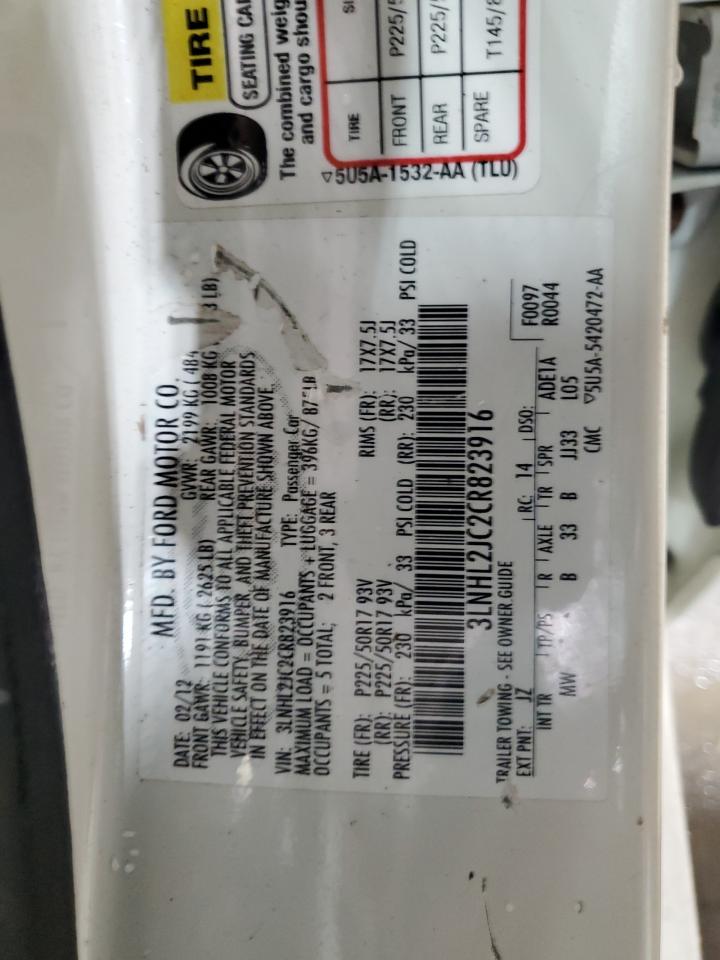 TIRE
SEATING CA
The combined weig
and cargo shou
TIRE SI
FRONT P225/5
REAR P225/
SPARE T145/8
5U5A-1532-AA (TLU)
MFD. BY FORD MOTOR CO.
DATE: 02/12 GVWR: 2199 KG ( 484
FRONT GAWR: 1191 KG ( 2625 LB) REAR GAWR: 1008 KG 3 LB)
THIS VEHICLE CONFORMS TO ALL APPLICABLE FEDERAL MOTOR
VEHICLE SAFETY, BUMPER, AND THEFT PREVENTION STANDARDS
IN EFFECT ON THE DATE OF MANUFACTURE SHOWN ABOVE.
VIN: 3LNHL2JC2CR823916 TYPE: Passenger Car
MAXIMUM LOAD = OCCUPANTS + LUGGAGE = 396KG/ 87 LB
OCCUPANTS = 5 TOTAL; 2 FRONT, 3 REAR
TIRE (FR): P225/50R17 93V RIMS (FR): 17X7.5J
(RR): P225/50R17 93V (RR): 17X7.5J
PRESSURE (FR): 230 kPa/ 33 PSI COLD (RR): 230 kPa/ 33 PSI COLD
3LNHL2JC2CR823916
TRAILER TOWING - SEE OWNER GUIDE
EXT PNT: JZ RC: 14 DSO: F0097
INT TR TP/PS R AXLE TR SPR ADE1A R0044
MW B 33 B JJ33 L05
CMC 5U5A-5420472-AA